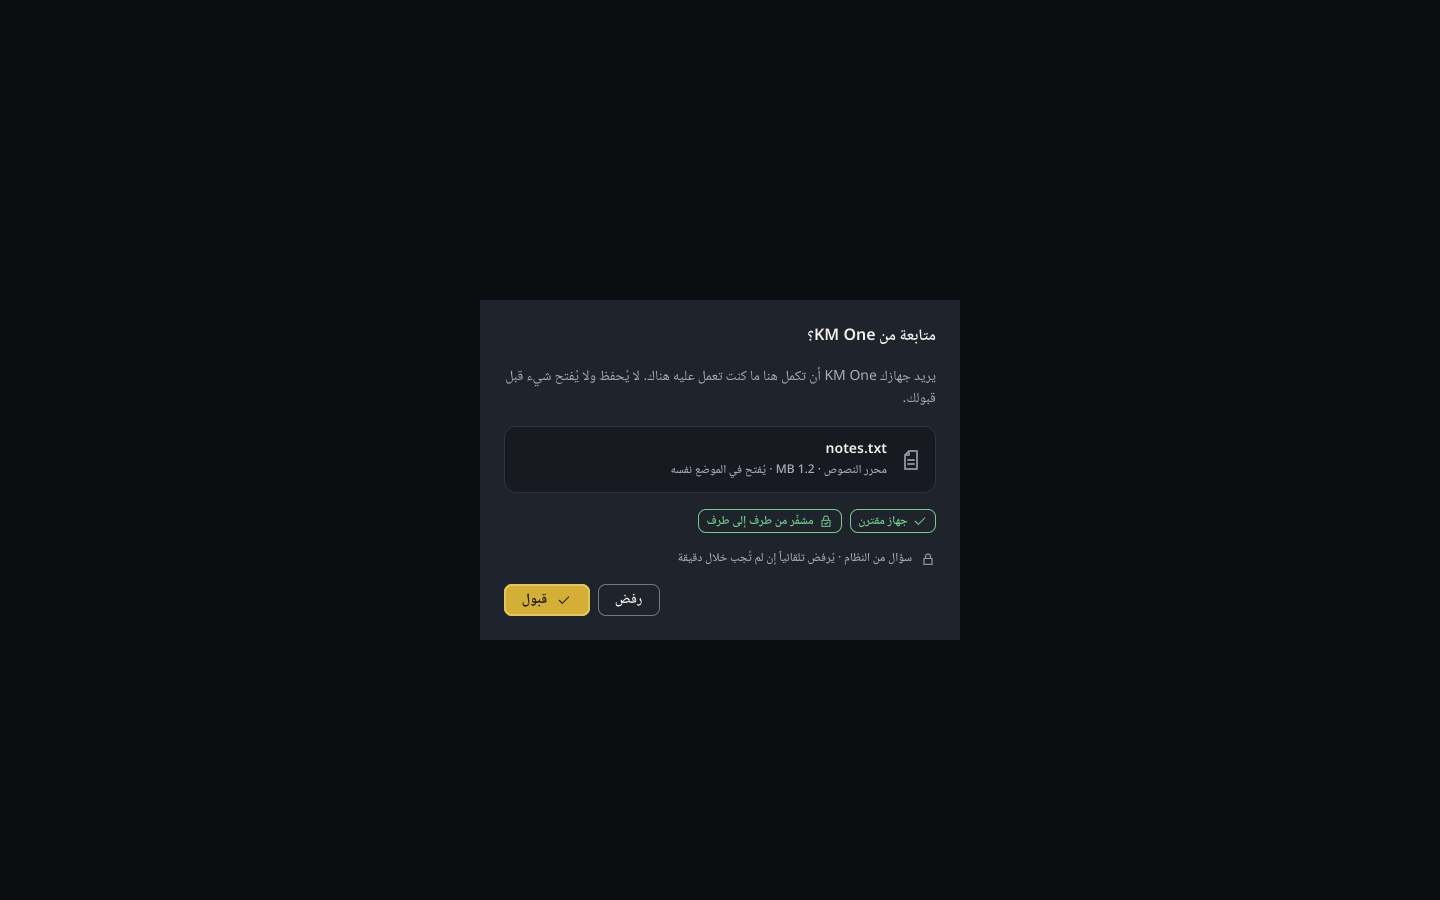 متابعة من KM One؟
يريد جهازك KM One أن تكمل هنا ما كنت تعمل عليه هناك. لا يُحفظ ولا يُفتح شيء قبل
قبولك.
notes.txt
محرر النصوص · 1.2 MB · يُفتح في الموضع نفسه
جهاز مقترن
مشفّر من طرف إلى طرف
سؤال من النظام · يُرفض تلقائياً إن لم تُجب خلال دقيقة
رفض
قبول